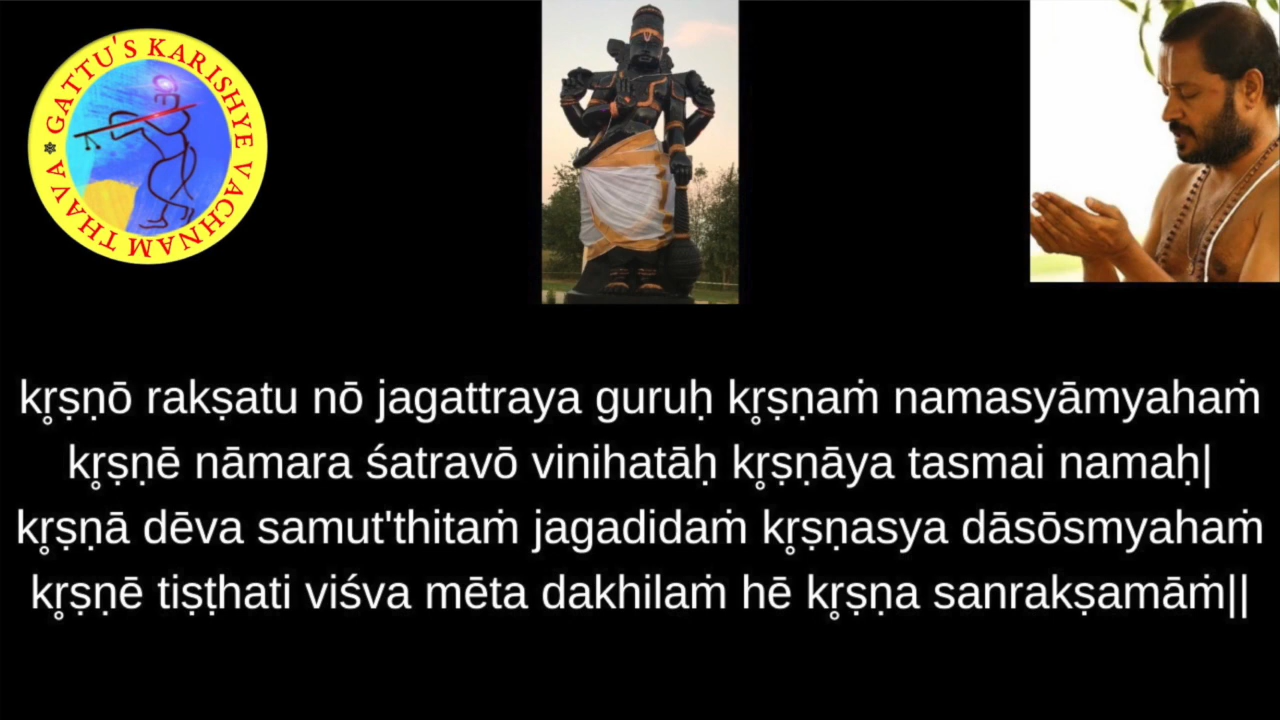 GATTU'S KARISHYE VACHNAM THAVA
kr̥ṣṇō rakṣatu nō jagattraya guruḥ kr̥ṣṇaṁ namasyāmyahaṁ
kr̥ṣṇē nāmara śatravō vinihatāḥ kr̥ṣṇāya tasmai namaḥ|
kr̥ṣṇā dēva samut'thitaṁ jagadidaṁ kr̥ṣṇasya dāsōsmyahaṁ
kr̥ṣṇē tiṣṭhati viśva mēta dakhilaṁ hē kr̥ṣṇa sanrakṣamāṁ||